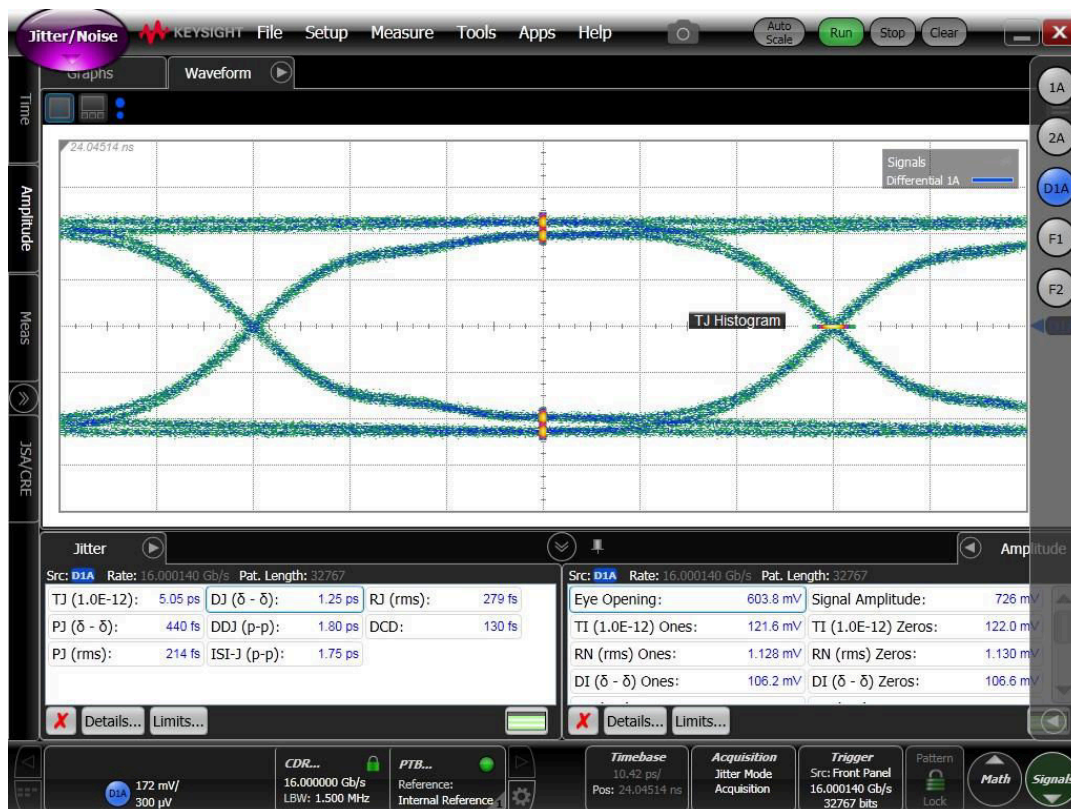 Jitter/Noise KEYSIGHT File Setup Measure Tools Apps Help Auto Scale Run Stop Clear
Graphs Waveform
Time
Amplitude
Meas
JSA/CRE
1A
2A
D1A
F1
F2
24.04514 ns
Signals
Differential 1A
TJ Histogram
Jitter
Src: D1A Rate: 16.000140 Gb/s Pat. Length: 32767
TJ (1.0E-12): 5.05 ps DJ (δ - δ): 1.25 ps RJ (rms): 279 fs
PJ (δ - δ): 440 fs DDJ (p-p): 1.80 ps DCD: 130 fs
PJ (rms): 214 fs ISI-J (p-p): 1.75 ps
Details... Limits...
Amplitude
Src: D1A Rate: 16.000140 Gb/s Pat. Length: 32767
Eye Opening: 603.8 mV Signal Amplitude: 726 mV
TI (1.0E-12) Ones: 121.6 mV TI (1.0E-12) Zeros: 122.0 mV
RN (rms) Ones: 1.128 mV RN (rms) Zeros: 1.130 mV
DI (δ - δ) Ones: 106.2 mV DI (δ - δ) Zeros: 106.6 mV
Details... Limits...
D1A 172 mV/
300 µV
CDR...
16.000000 Gb/s
LBW: 1.500 MHz
PTB...
Reference:
Internal Reference
Timebase
10.42 ps/
Pos: 24.04514 ns
Acquisition
Jitter Mode
Acquisition
Trigger
Src: Front Panel
16.000140 Gb/s
32767 bits
Pattern
Lock
Math
Signals